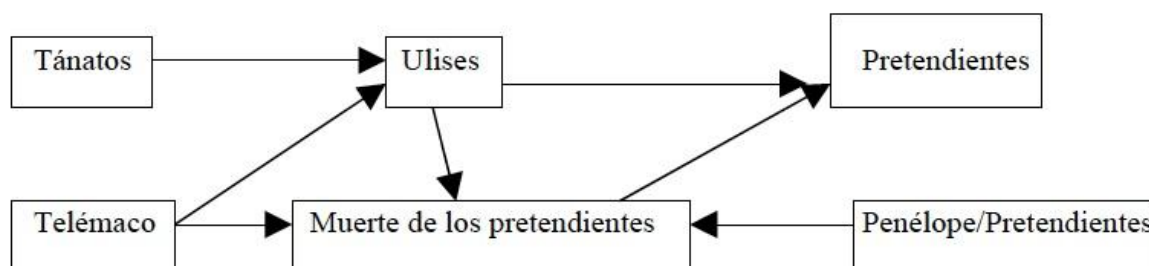 Tánatos
Ulises
Pretendientes
Telémaco
Muerte de los pretendientes
Penélope/Pretendientes